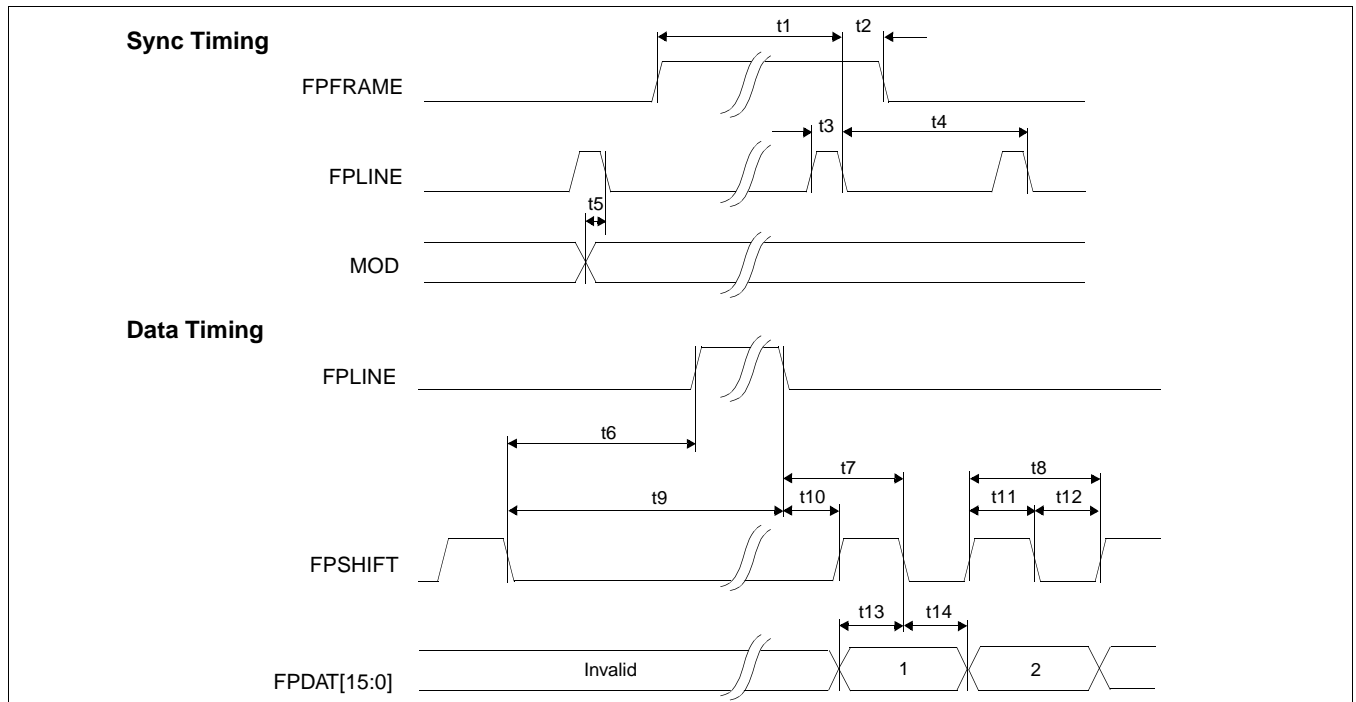 Sync Timing
t1
t2
FPFRAME
t3
t4
FPLINE
t5
MOD
Data Timing
FPLINE
t6
t7
t8
t9
t10
t11
t12
FPSHIFT
t13
t14
FPDAT[15:0]
Invalid
1
2